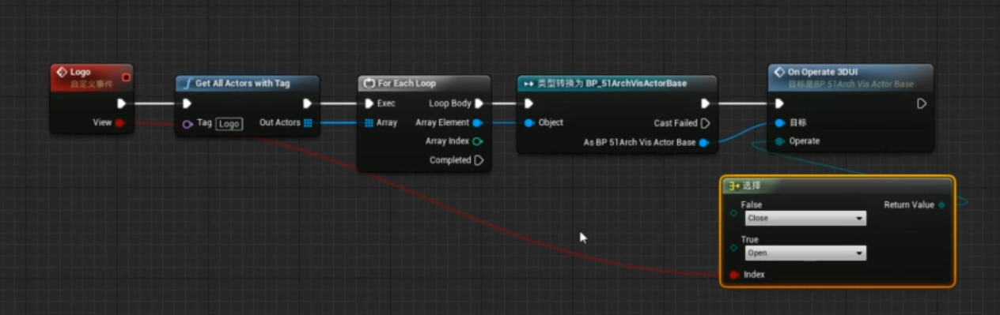 Logo
自定义事件
View
Get All Actors with Tag
Tag Logo Out Actors
For Each Loop
Exec Loop Body
Array Array Element
Array Index
Completed
类型转换为 BP_51ArchVisActorBase
Object Cast Failed
As BP 51Arch Vis Actor Base
On Operate 3DUI
目标是BP 51Arch Vis Actor Base
目标
Operate
选择
False Return Value
Close
True
Open
Index